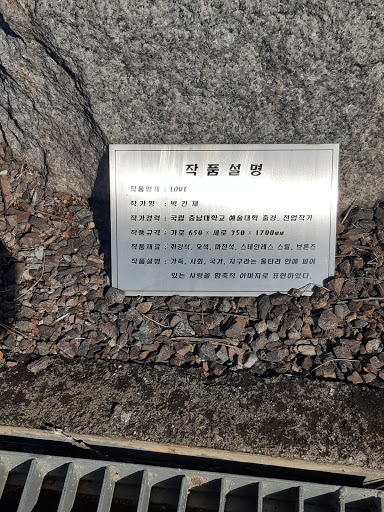 작품설명
작품명제 : LOVE
작가명 : 박 건 재
작가경력 : 국립 충남대학교 예술대학 출강, 전업작가
작품규격 : 가로 650 × 세로 350 × 1700mm
작품재료 : 화강석, 오석, 마천석, 스테인레스 스틸, 브론즈
작품설명 : 가족, 사회, 국가, 지구라는 울타리 안에 피어
있는 사랑을 함축적 이미지로 표현하였다.